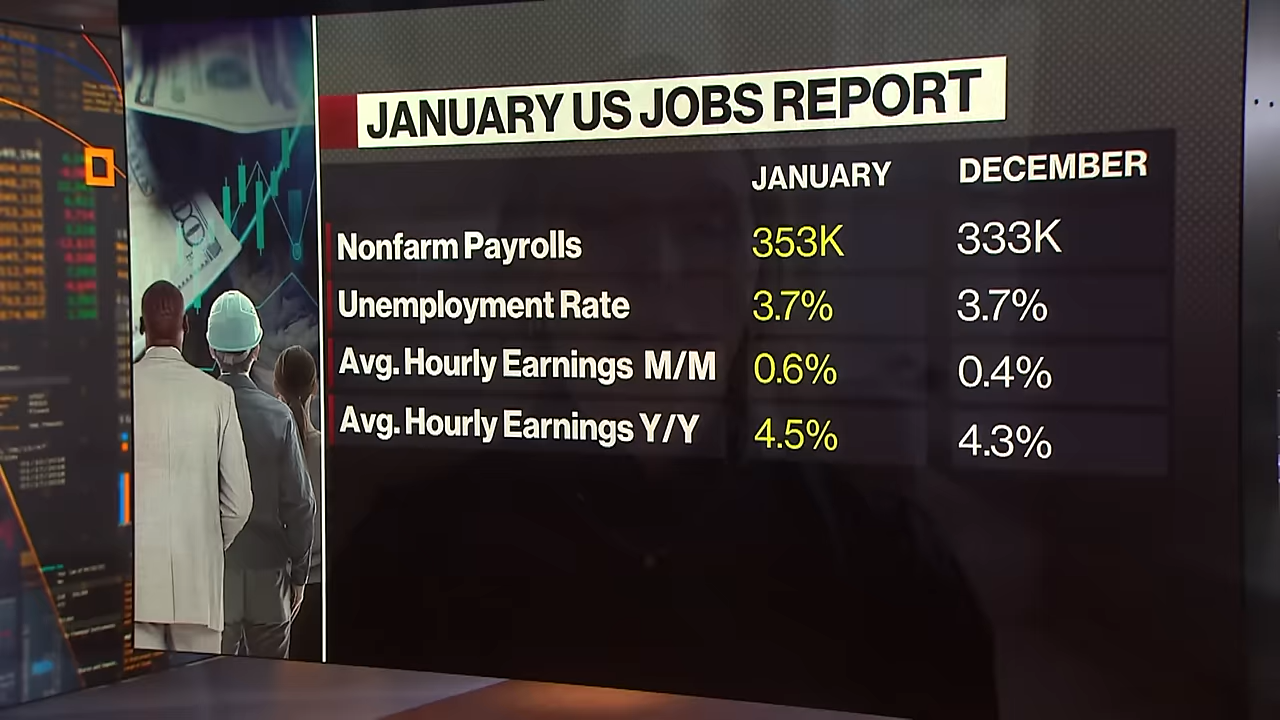 JANUARY US JOBS REPORT
JANUARY DECEMBER
Nonfarm Payrolls 353K 333K
Unemployment Rate 3.7% 3.7%
Avg. Hourly Earnings M/M 0.6% 0.4%
Avg. Hourly Earnings Y/Y 4.5% 4.3%